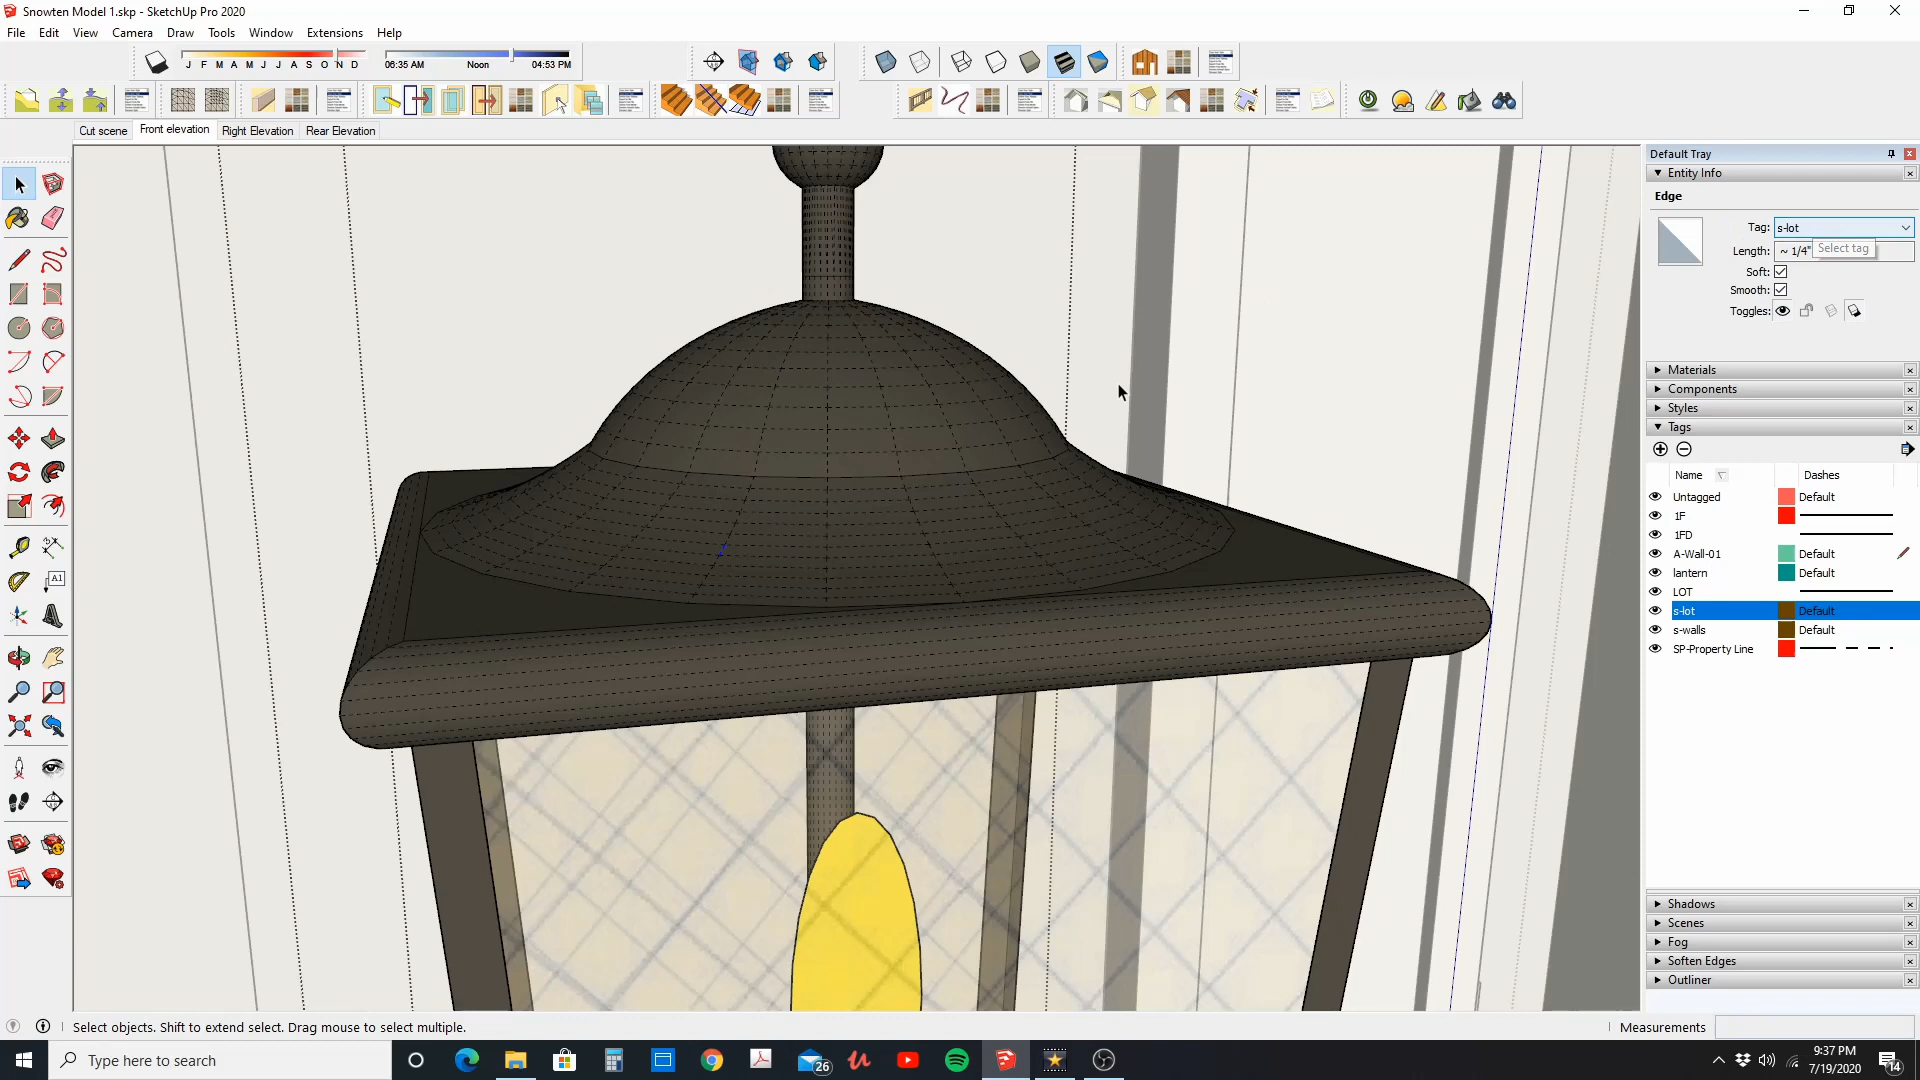 Snowten Model 1.skp - SketchUp Pro 2020
File Edit View Camera Draw Tools Window Extensions Help
J F M A M J J A S O N D
06:35 AM Noon 04:53 PM
Cut scene Front elevation Right Elevation Rear Elevation
Default Tray
Entity Info
Edge
Tag: s-lot
Length: ~ 1/4"
Select tag
Soft:
Smooth:
Toggles:
Materials
Components
Styles
Tags
Name Dashes
Untagged Default
1F
1FD
A-Wall-01 Default
lantern Default
LOT
s-lot Default
s-walls Default
SP-Property Line
Shadows
Scenes
Fog
Soften Edges
Outliner
A1
Select objects. Shift to extend select. Drag mouse to select multiple.
Measurements
Type here to search
26
9:37 PM
7/19/2020
14